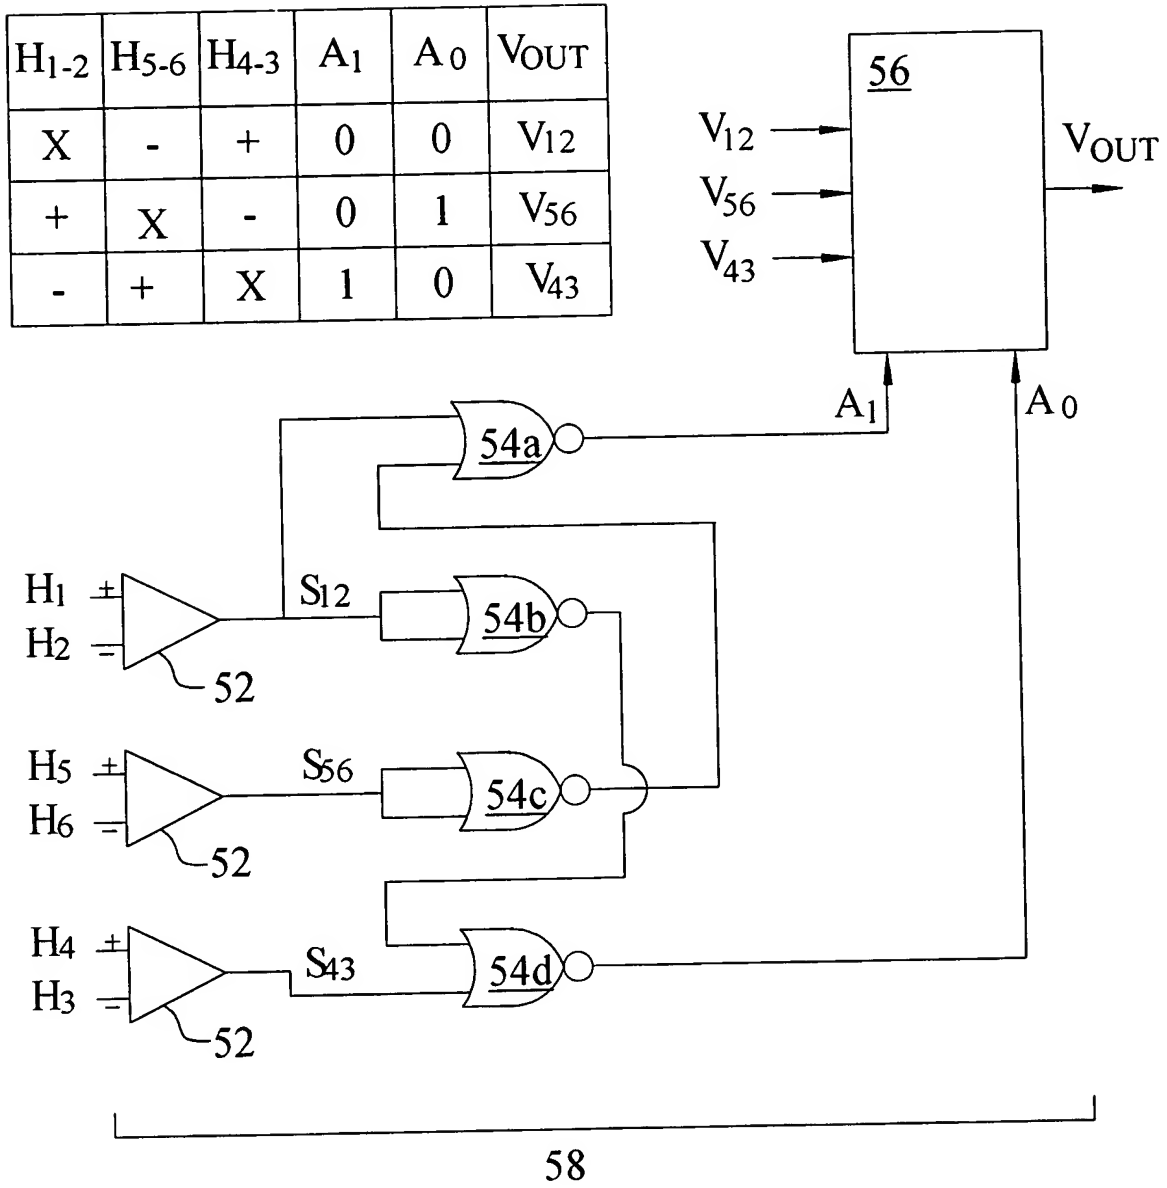 H1-2 H5-6 H4-3 A1 A0 VOUT
X - + 0 0 V12
+ X - 0 1 V56
- + X 1 0 V43
56
V12
V56
V43
VOUT
A1
A0
54a
H1 +
H2 -
S12
54b
52
H5 +
H6 -
S56
54c
52
H4 +
H3 -
S43
54d
52
58